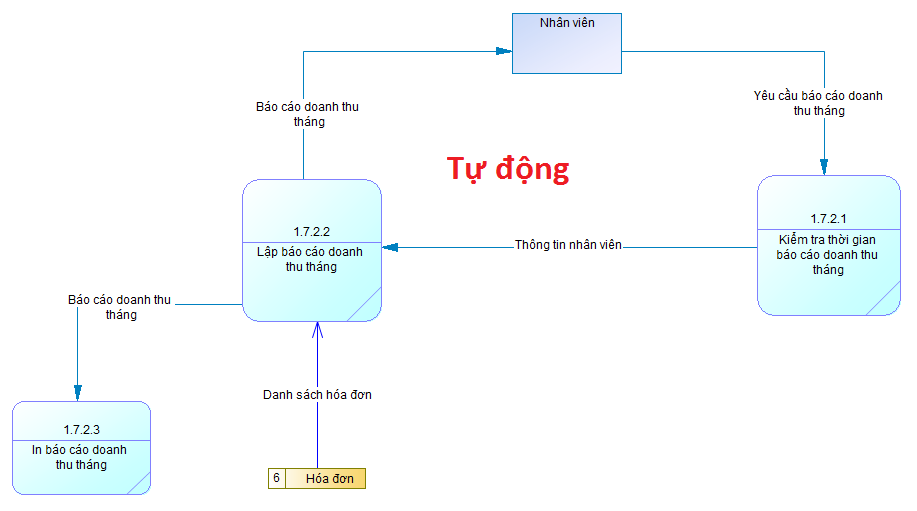 Nhân viên
Báo cáo doanh thu
tháng
Yêu cầu báo cáo doanh
thu tháng
Tự động
1.7.2.2
Lập báo cáo doanh
thu tháng
Thông tin nhân viên
1.7.2.1
Kiểm tra thời gian
báo cáo doanh thu
tháng
Báo cáo doanh thu
tháng
Danh sách hóa đơn
1.7.2.3
In báo cáo doanh
thu tháng
6 Hóa đơn